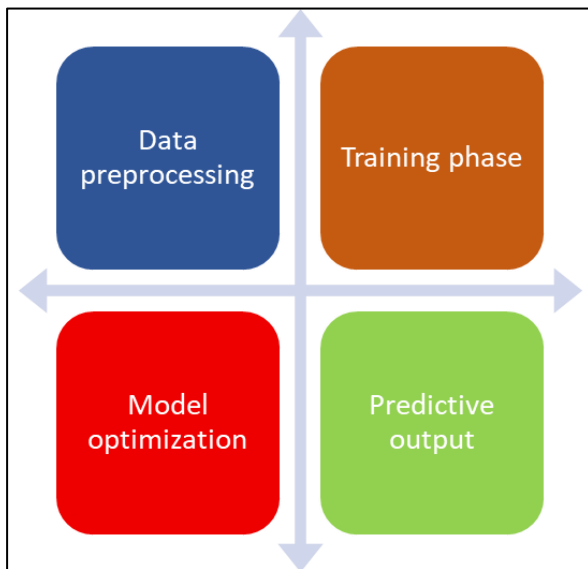 Data
preprocessing
Training phase
Model
optimization
Predictive
output